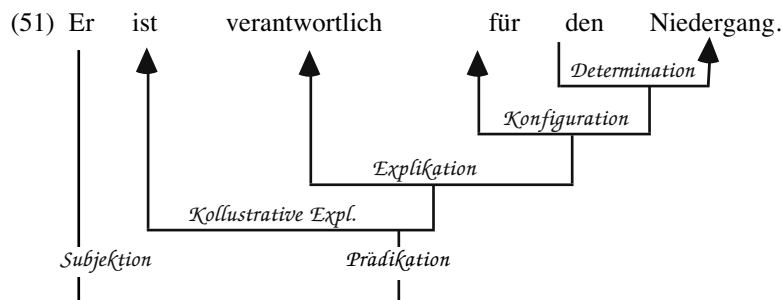 (51) Er ist verantwortlich für den Niedergang.
Determination
Konfiguration
Explikation
Kollustrative Expl.
Subjektion Prädikation